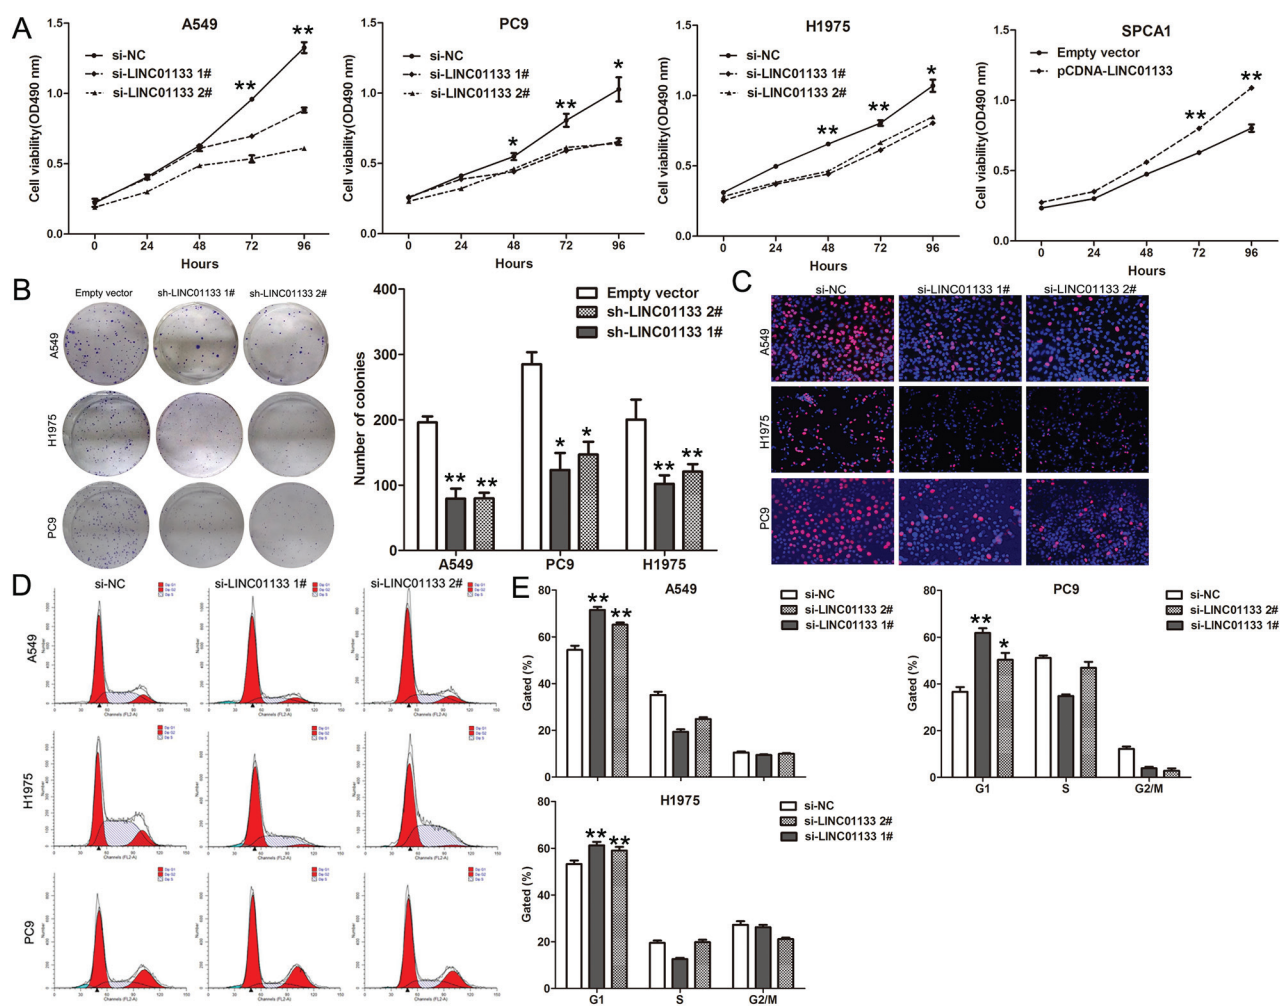 A
A549
1.5
1.0
0.5
0.0
Cell viability(OD490 nm)
si-NC
si-LINC01133 1#
si-LINC01133 2#
**
**
0 24 48 72 96
Hours
PC9
1.5
1.0
0.5
0.0
Cell viability(OD490 nm)
si-NC
si-LINC01133 1#
si-LINC01133 2#
*
**
*
0 24 48 72 96
Hours
H1975
1.5
1.0
0.5
0.0
Cell viability(OD490 nm)
si-NC
si-LINC01133 1#
si-LINC01133 2#
**
**
*
0 24 48 72 96
Hours
SPCA1
1.5
1.0
0.5
0.0
Cell viability(OD490 nm)
Empty vector
pCDNA-LINC01133
**
**
0 24 48 72 96
Hours
B
Empty vector sh-LINC01133 1# sh-LINC01133 2#
A549
H1975
PC9
400
300
200
100
0
Number of colonies
Empty vector
sh-LINC01133 2#
sh-LINC01133 1#
** **
* *
** **
A549 PC9 H1975
C
si-NC si-LINC01133 1# si-LINC01133 2#
A549
H1975
PC9
D
si-NC si-LINC01133 1# si-LINC01133 2#
A549
H1975
PC9
E
A549
80
60
40
20
0
Gated (%)
** **
si-NC
si-LINC01133 2#
si-LINC01133 1#
PC9
80
60
40
20
0
Gated (%)
** *
si-NC
si-LINC01133 2#
si-LINC01133 1#
G1 S G2/M
H1975
80
60
40
20
0
Gated (%)
** **
si-NC
si-LINC01133 2#
si-LINC01133 1#
G1 S G2/M